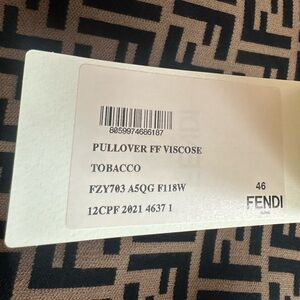 8059974686187
PULLOVER FF VISCOSE
TOBACCO
FZY703 A5QG F118W
46
12CPF 2021 4637 1
FENDI